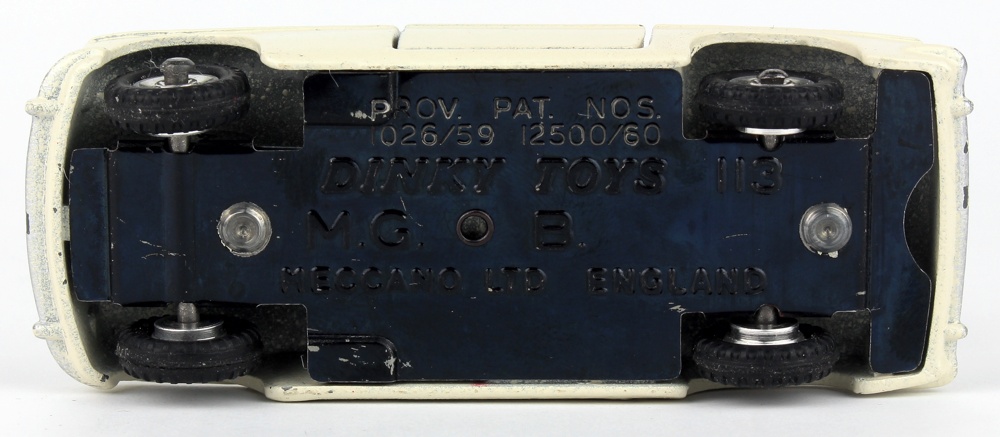 PROV. PAT. NOS.
1026/59 12500/60
DINKY TOYS 113
M.G. B.
MECCANO LTD ENGLAND